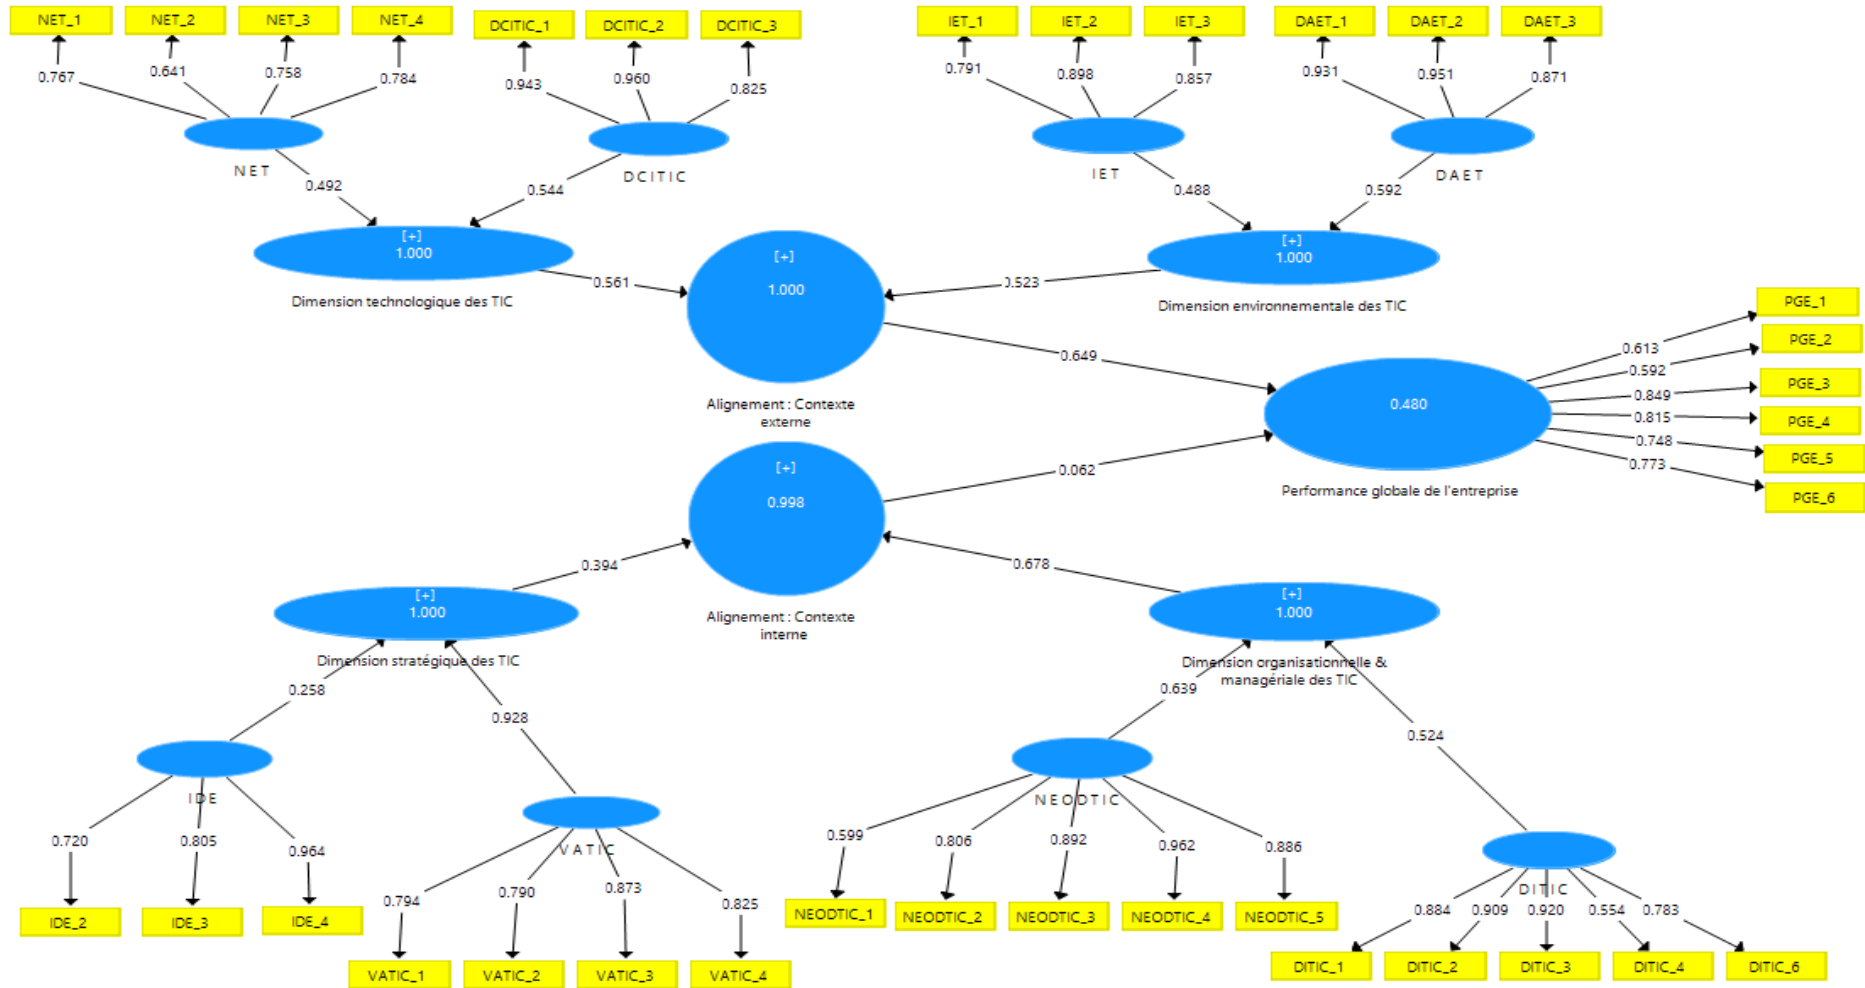 NET_1
NET_2
NET_3
NET_4
DCITIC_1
DCITIC_2
DCITIC_3
IET_1
IET_2
IET_3
DAET_1
DAET_2
DAET_3
0.767
0.641
0.758
0.784
0.943
0.960
0.825
0.791
0.898
0.857
0.931
0.951
0.871
NET
DCITIC
IET
DAET
0.492
0.544
0.488
0.592
[+]
1.000
Dimension technologique des TIC
[+]
1.000
Dimension environnementale des TIC
0.561
0.523
[+]
1.000
Alignement : Contexte
externe
0.649
0.480
Performance globale de l'entreprise
0.613
0.592
0.849
0.815
0.748
0.773
PGE_1
PGE_2
PGE_3
PGE_4
PGE_5
PGE_6
0.062
[+]
0.998
Alignement : Contexte
interne
0.394
0.678
[+]
1.000
Dimension stratégique des TIC
[+]
1.000
Dimension organisationnelle &
managériale des TIC
0.258
0.928
0.639
0.524
IDE
VATIC
NEODTIC
DITIC
0.720
0.805
0.964
0.794
0.790
0.873
0.825
0.599
0.806
0.892
0.962
0.886
0.884
0.909
0.920
0.554
0.783
IDE_2
IDE_3
IDE_4
VATIC_1
VATIC_2
VATIC_3
VATIC_4
NEODTIC_1
NEODTIC_2
NEODTIC_3
NEODTIC_4
NEODTIC_5
DITIC_1
DITIC_2
DITIC_3
DITIC_4
DITIC_6